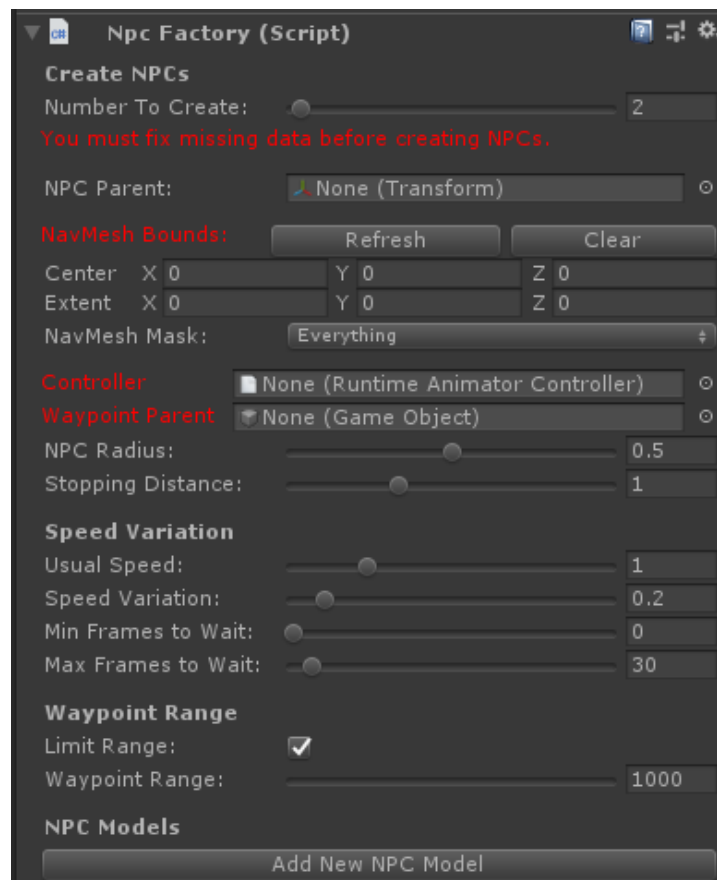 C# Npc Factory (Script)
Create NPCs
Number To Create: 2
You must fix missing data before creating NPCs.
NPC Parent: None (Transform)
NavMesh Bounds: Refresh Clear
Center X 0 Y 0 Z 0
Extent X 0 Y 0 Z 0
NavMesh Mask: Everything
Controller None (Runtime Animator Controller)
Waypoint Parent None (Game Object)
NPC Radius: 0.5
Stopping Distance: 1
Speed Variation
Usual Speed: 1
Speed Variation: 0.2
Min Frames to Wait: 0
Max Frames to Wait: 30
Waypoint Range
Limit Range:
Waypoint Range: 1000
NPC Models
Add New NPC Model